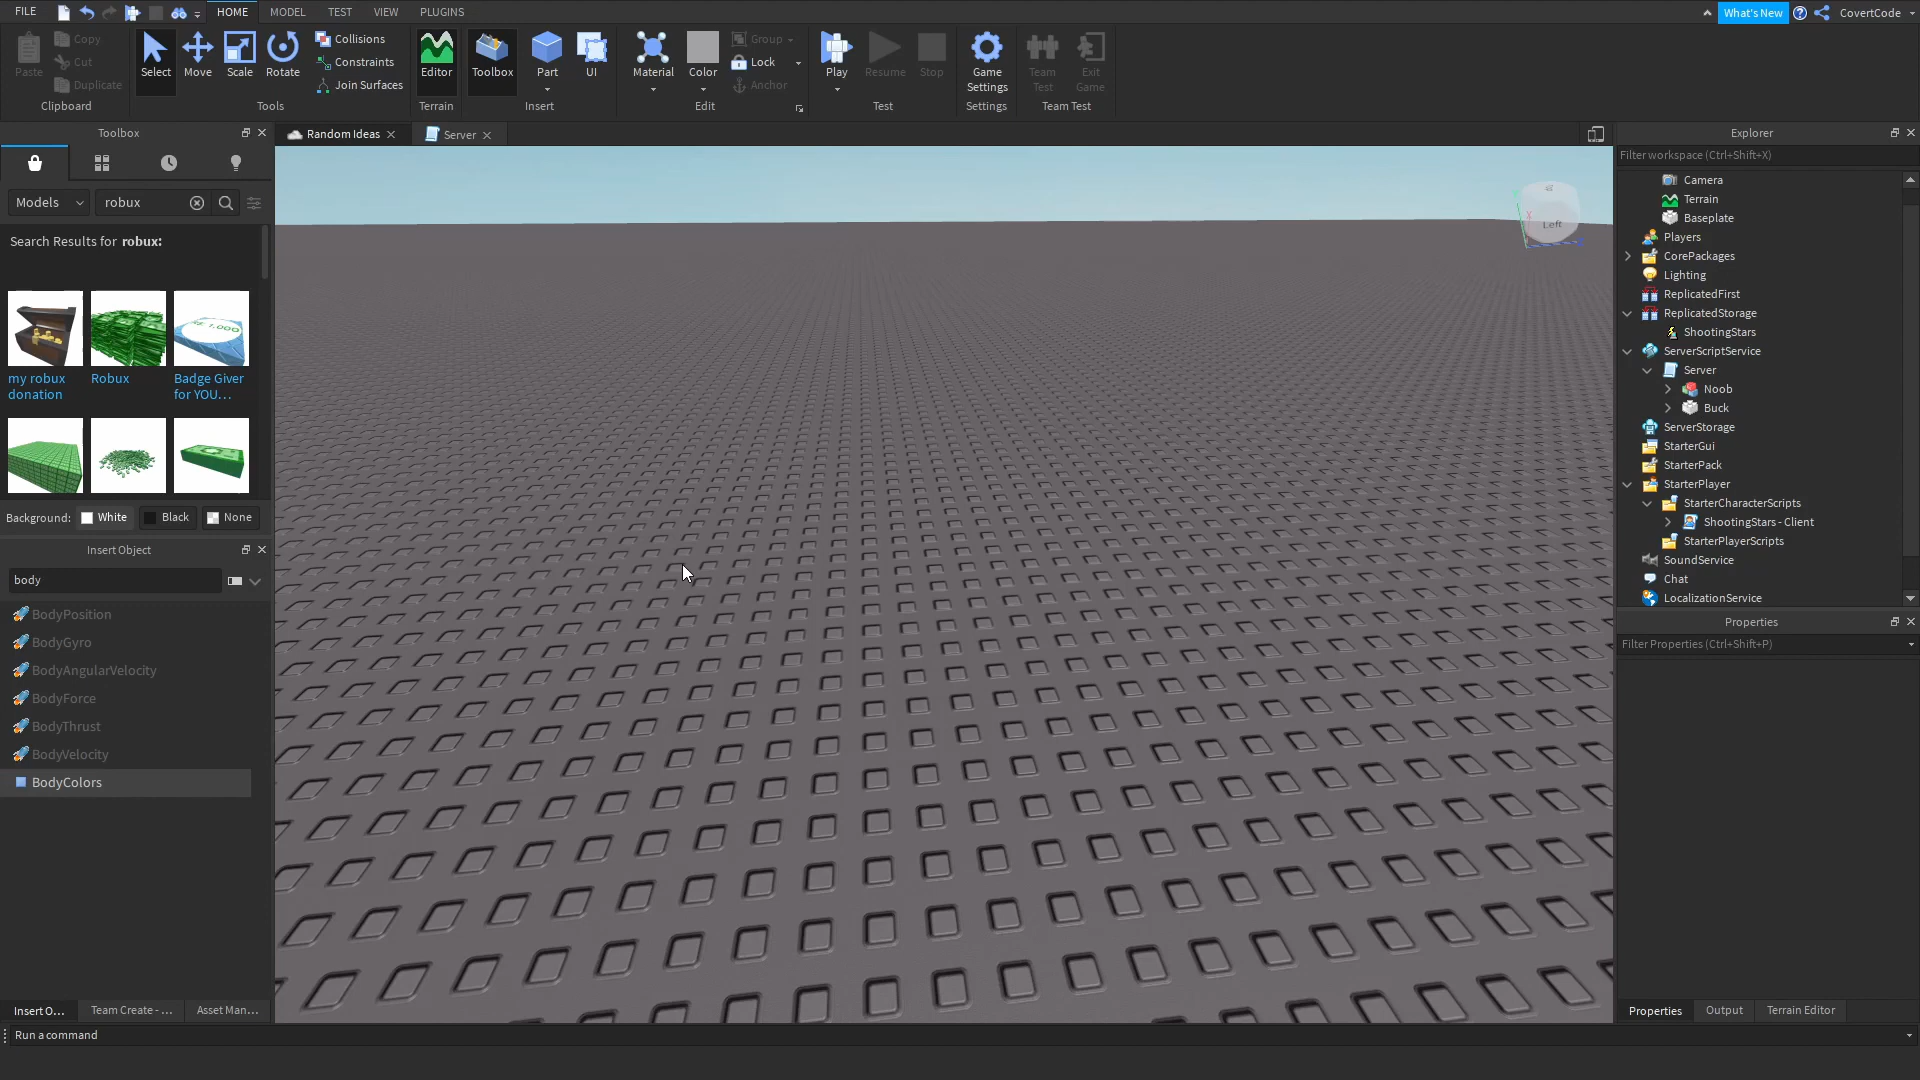 FILE
HOME
MODEL
TEST
VIEW
PLUGINS
What's New
CovertCode
Paste
Copy
Cut
Duplicate
Clipboard
Select
Move
Scale
Rotate
Collisions
Constraints
Join Surfaces
Tools
Editor
Terrain
Toolbox
Part
UI
Insert
Material
Color
Group
Lock
Anchor
Edit
Play
Resume
Stop
Test
Game
Settings
Settings
Team
Test
Exit
Game
Team Test
Toolbox
Models
robux
Search Results for robux:
my robux
donation
Robux
RS 1,000
Badge Giver
for YOU...
Background:
White
Black
None
Insert Object
body
BodyPosition
BodyGyro
BodyAngularVelocity
BodyForce
BodyThrust
BodyVelocity
BodyColors
Insert O...
Team Create - ...
Asset Man...
Run a command
Random Ideas
Server
Left
X
Explorer
Filter workspace (Ctrl+Shift+X)
Camera
Terrain
Baseplate
Players
CorePackages
Lighting
ReplicatedFirst
ReplicatedStorage
ShootingStars
ServerScriptService
Server
Noob
Buck
ServerStorage
StarterGui
StarterPack
StarterPlayer
StarterCharacterScripts
ShootingStars - Client
StarterPlayerScripts
SoundService
Chat
LocalizationService
Properties
Filter Properties (Ctrl+Shift+P)
Properties
Output
Terrain Editor